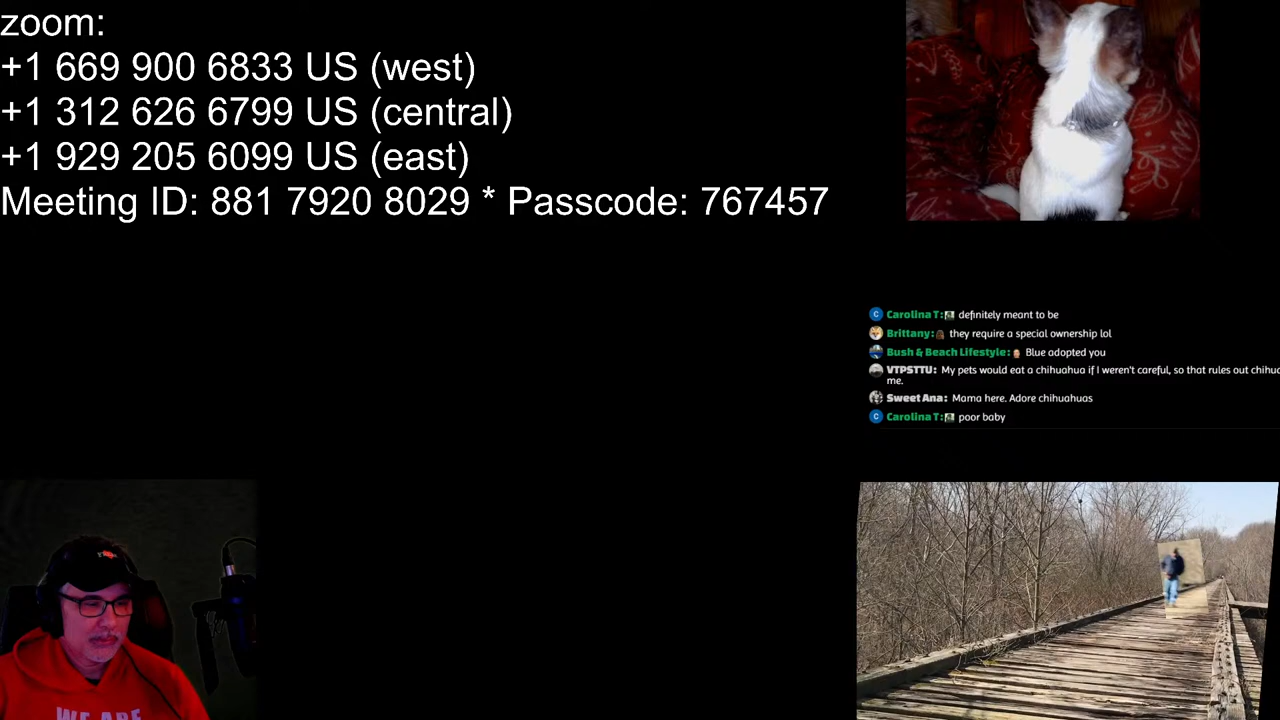 zoom:
+1 669 900 6833 US (west)
+1 312 626 6799 US (central)
+1 929 205 6099 US (east)
Meeting ID: 881 7920 8029 * Passcode: 767457
Carolina T: definitely meant to be
Brittany: they require a special ownership lol
Bush & Beach Lifestyle: Blue adopted you
VTPSTTU: My pets would eat a chihuahua if I weren't careful, so that rules out
me.
Sweet Ana: Mama here. Adore chihuahuas
Carolina T: poor baby
WE ARE